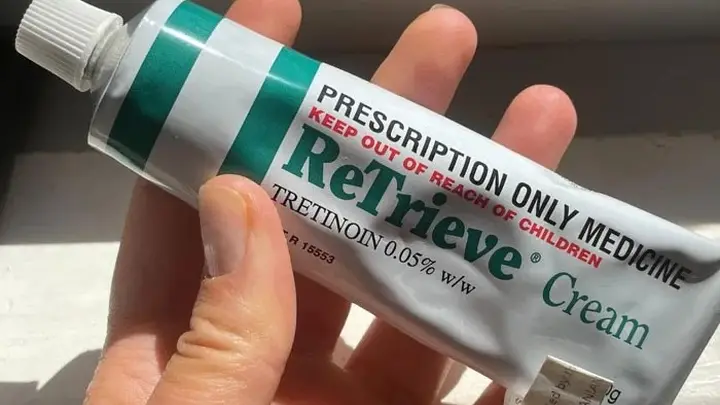 PRESCRIPTION ONLY MEDICINE
KEEP OUT OF REACH OF CHILDREN
ReTrieve® Cream
TRETINOIN 0.05% w/w
R 15553